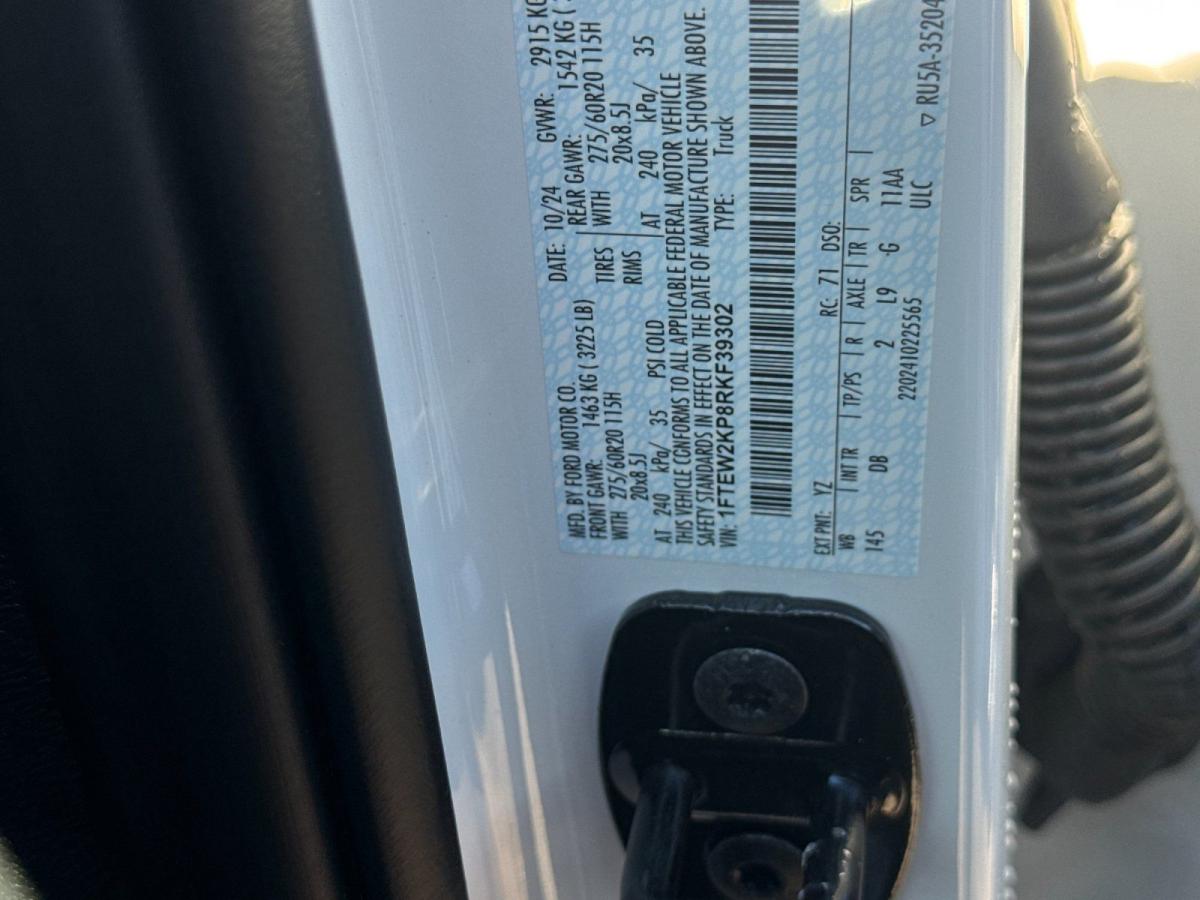 MFD. BY FORD MOTOR CO.
DATE: 10/24 GVWR: 2915 KG
FRONT GAWR: 1463 KG ( 3225 LB) REAR GAWR: 1542 KG (
WITH 275/60R20 115H TIRES WITH 275/60R20 115H
20x8.5J RIMS 20x8.5J
AT 240 kPa/ 35 PSI COLD AT 240 kPa/ 35
THIS VEHICLE CONFORMS TO ALL APPLICABLE FEDERAL MOTOR VEHICLE
SAFETY STANDARDS IN EFFECT ON THE DATE OF MANUFACTURE SHOWN ABOVE.
VIN: 1FTEW2KP8RKF39302 TYPE: Truck
EXT PNT: YZ RC: 71 DSO:
WB | INT TR | TP/PS | R | AXLE | TR | SPR |
145 DB 2 L9 G 11AA
2202410225565 ULC
▽ RU5A-35204